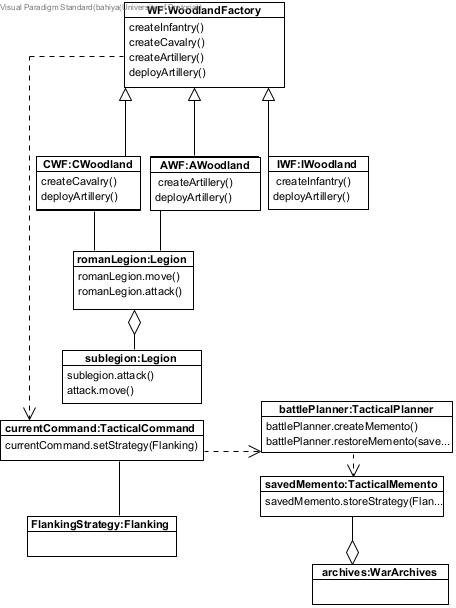 Visual Paradigm Standard(bahiya(University of
WF:WoodlandFactory
createInfantry()
createCavalry()
createArtillery()
deployArtillery()
CWF:CWoodland
createCavalry()
deployArtillery()
AWF:AWoodland
createArtillery()
deployArtillery()
IWF:IWoodland
createInfantry()
deployArtillery()
romanLegion:Legion
romanLegion.move()
romanLegion.attack()
sublegion:Legion
sublegion.attack()
attack.move()
currentCommand:TacticalCommand
currentCommand.setStrategy(Flanking)
battlePlanner:TacticalPlanner
battlePlanner.createMemento()
battlePlanner.restoreMemento(save...
savedMemento:TacticalMemento
savedMemento.storeStrategy(Flan...
FlankingStrategy:Flanking
archives:WarArchives